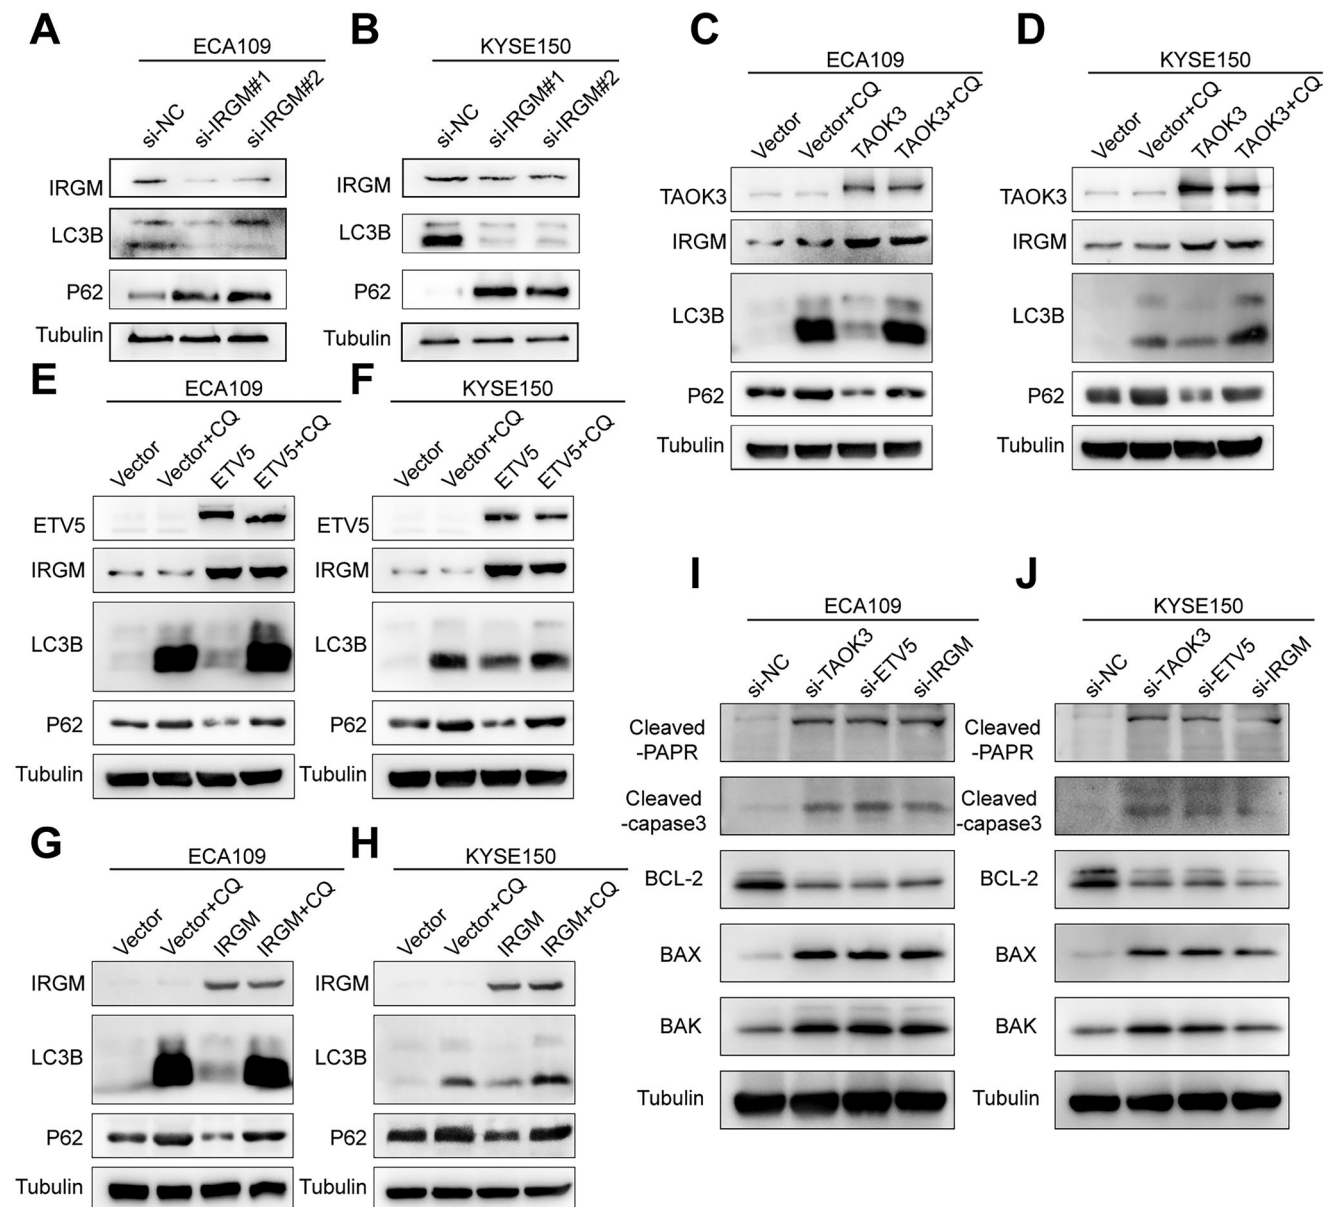 A
ECA109
si-NC
si-IRGM#1
si-IRGM#2
IRGM
LC3B
P62
Tubulin
B
KYSE150
si-NC
si-IRGM#1
si-IRGM#2
IRGM
LC3B
P62
Tubulin
C
ECA109
Vector
Vector+CQ
TAOK3
TAOK3+CQ
TAOK3
IRGM
LC3B
P62
Tubulin
D
KYSE150
Vector
Vector+CQ
TAOK3
TAOK3+CQ
TAOK3
IRGM
LC3B
P62
Tubulin
E
ECA109
Vector
Vector+CQ
ETV5
ETV5+CQ
ETV5
IRGM
LC3B
P62
Tubulin
F
KYSE150
Vector
Vector+CQ
ETV5
ETV5+CQ
ETV5
IRGM
LC3B
P62
Tubulin
G
ECA109
Vector
Vector+CQ
IRGM
IRGM+CQ
IRGM
LC3B
P62
Tubulin
H
KYSE150
Vector
Vector+CQ
IRGM
IRGM+CQ
IRGM
LC3B
P62
Tubulin
I
ECA109
si-NC
si-TAOK3
si-ETV5
si-IRGM
Cleaved
-PAPR
Cleaved
-capase3
BCL-2
BAX
BAK
Tubulin
J
KYSE150
si-NC
si-TAOK3
si-ETV5
si-IRGM
Cleaved
-PAPR
Cleaved
-capase3
BCL-2
BAX
BAK
Tubulin